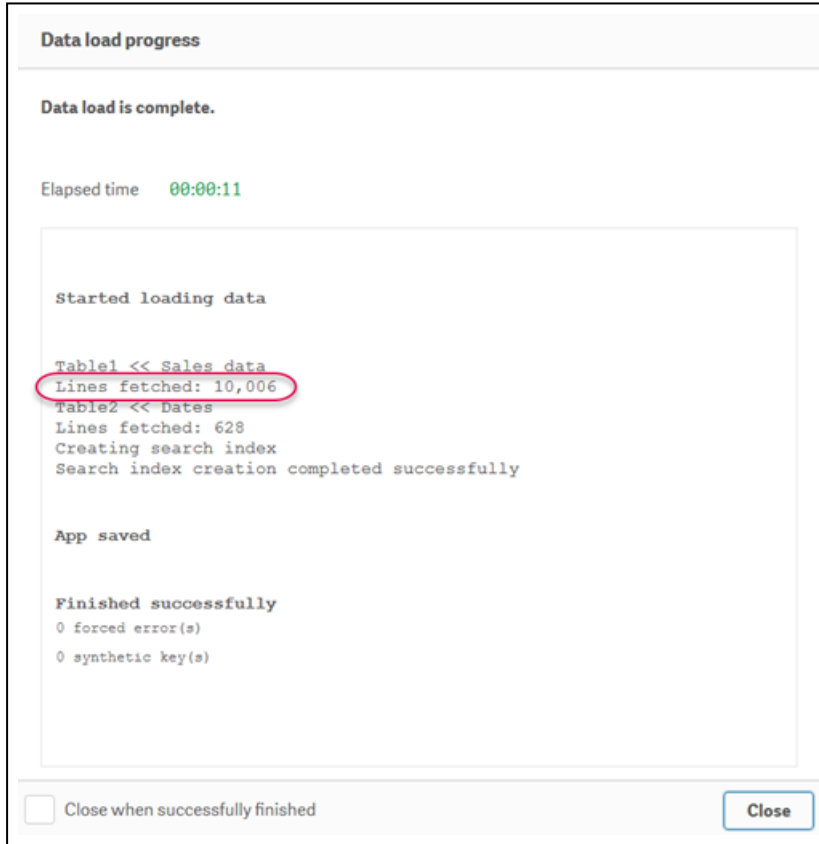 Data load progress
Data load is complete.
Elapsed time 00:00:11
Started loading data
Table1 << Sales data
Lines fetched: 10,006
Table2 << Dates
Lines fetched: 628
Creating search index
Search index creation completed successfully
App saved
Finished successfully
0 forced error(s)
0 synthetic key(s)
Close when successfully finished
Close